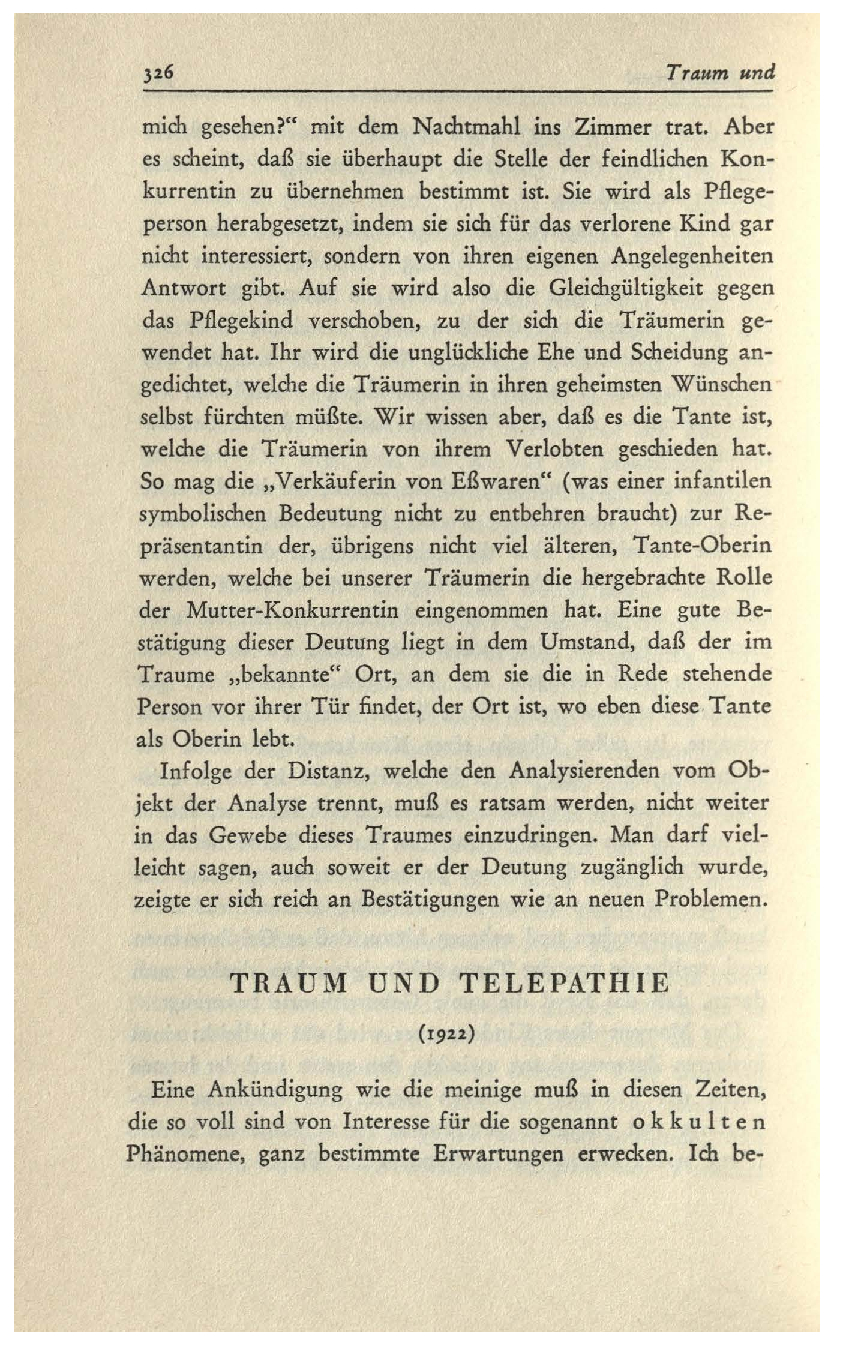 326 Traum und
mich gesehen?“ mit dem Nachtmahl ins Zimmer trat. Aber
es scheint, daß sie überhaupt die Stelle der feindlichen Kon-
kurrentin zu übernehmen bestimmt ist. Sie wird als Pflege-
person herabgesetzt, indem sie sich für das verlorene Kind gar
nicht interessiert, sondern von ihren eigenen Angelegenheiten
Antwort gibt. Auf sie wird also die Gleichgültigkeit gegen
das Pflegekind verschoben, zu der sich die Träumerin ge-
wendet hat. Ihr wird die unglückliche Ehe und Scheidung an-
gedichtet, welche die Träumerin in ihren geheimsten Wünschen
selbst fürchten müßte. Wir wissen aber, daß es die Tante ist,
welche die Träumerin von ihrem Verlobten geschieden hat.
So mag die „Verkäuferin von Eßwaren“ (was einer infantilen
symbolischen Bedeutung nicht zu entbehren braucht) zur Re-
präsentantin der, übrigens nicht viel älteren, Tante-Oberin
werden, welche bei unserer Träumerin die hergebrachte Rolle
der Mutter-Konkurrentin eingenommen hat. Eine gute Be-
stätigung dieser Deutung liegt in dem Umstand, daß der im
Traume „bekannte“ Ort, an dem sie die in Rede stehende
Person vor ihrer Tür findet, der Ort ist, wo eben diese Tante
als Oberin lebt.
Infolge der Distanz, welche den Analysierenden vom Ob-
jekt der Analyse trennt, muß es ratsam werden, nicht weiter
in das Gewebe dieses Traumes einzudringen. Man darf viel-
leicht sagen, auch soweit er der Deutung zugänglich wurde,
zeigte er sich reich an Bestätigungen wie an neuen Problemen.
TRAUM UND TELEPATHIE
(1922)
Eine Ankündigung wie die meinige muß in diesen Zeiten,
die so voll sind von Interesse für die sogenannt okkulten
Phänomene, ganz bestimmte Erwartungen erwecken. Ich be-